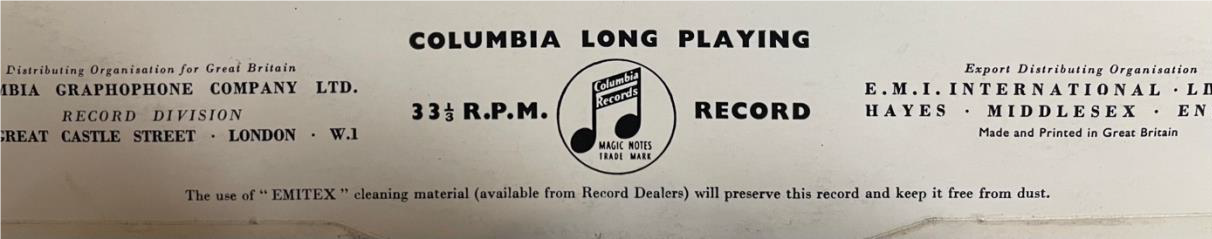 COLUMBIA LONG PLAYING
33⅓ R.P.M.
Columbia
Records
MAGIC NOTES
TRADE MARK
RECORD
Distributing Organisation for Great Britain
MBIA GRAPHOPHONE COMPANY LTD.
RECORD DIVISION
GREAT CASTLE STREET · LONDON · W.1
Export Distributing Organisation
E.M.I. INTERNATIONAL · LT
HAYES · MIDDLESEX · EN
Made and Printed in Great Britain
The use of “ EMITEX ” cleaning material (available from Record Dealers) will preserve this record and keep it free from dust.